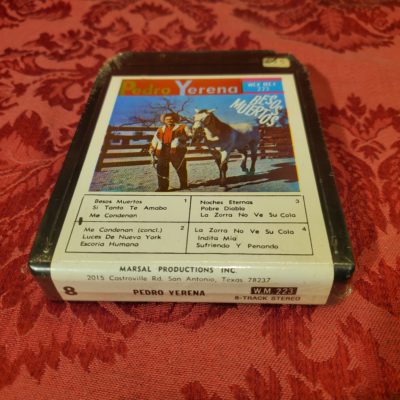 Pedro Yerena
223
BESOS
MUERTOS
Besos Muertos 1
Si Tanto Te Amaba
Me Condenan
Noches Eternas 3
Pobre Diablo
La Zorra No Ve Su Cola
Me Condenan (concl.) 2
Luces De Nueva York
Escoria Humana
La Zorra No Ve Su Cola 4
Indita Mia
Sufriendo Y Penando
MARSAL PRODUCTIONS INC
2015 Castroville Rd. San Antonio, Texas 78237
8 PEDRO YERENA
W M 223
8-TRACK STEREO